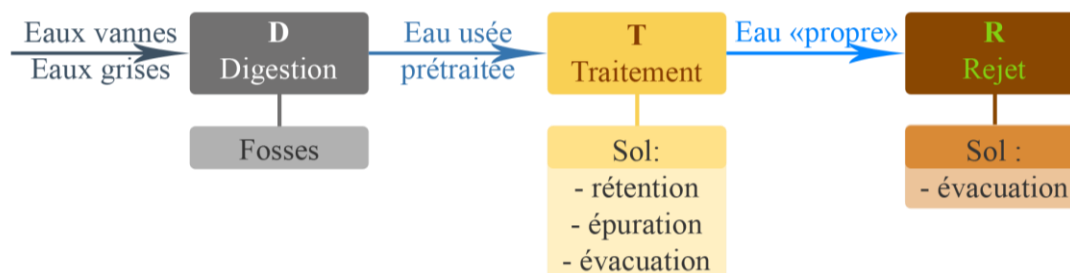 Eaux vannes
Eaux grises
D
Digestion
Fosses
Eau usée
prétraitée
T
Traitement
Sol:
- rétention
- épuration
- évacuation
Eau «propre»
R
Rejet
Sol :
- évacuation